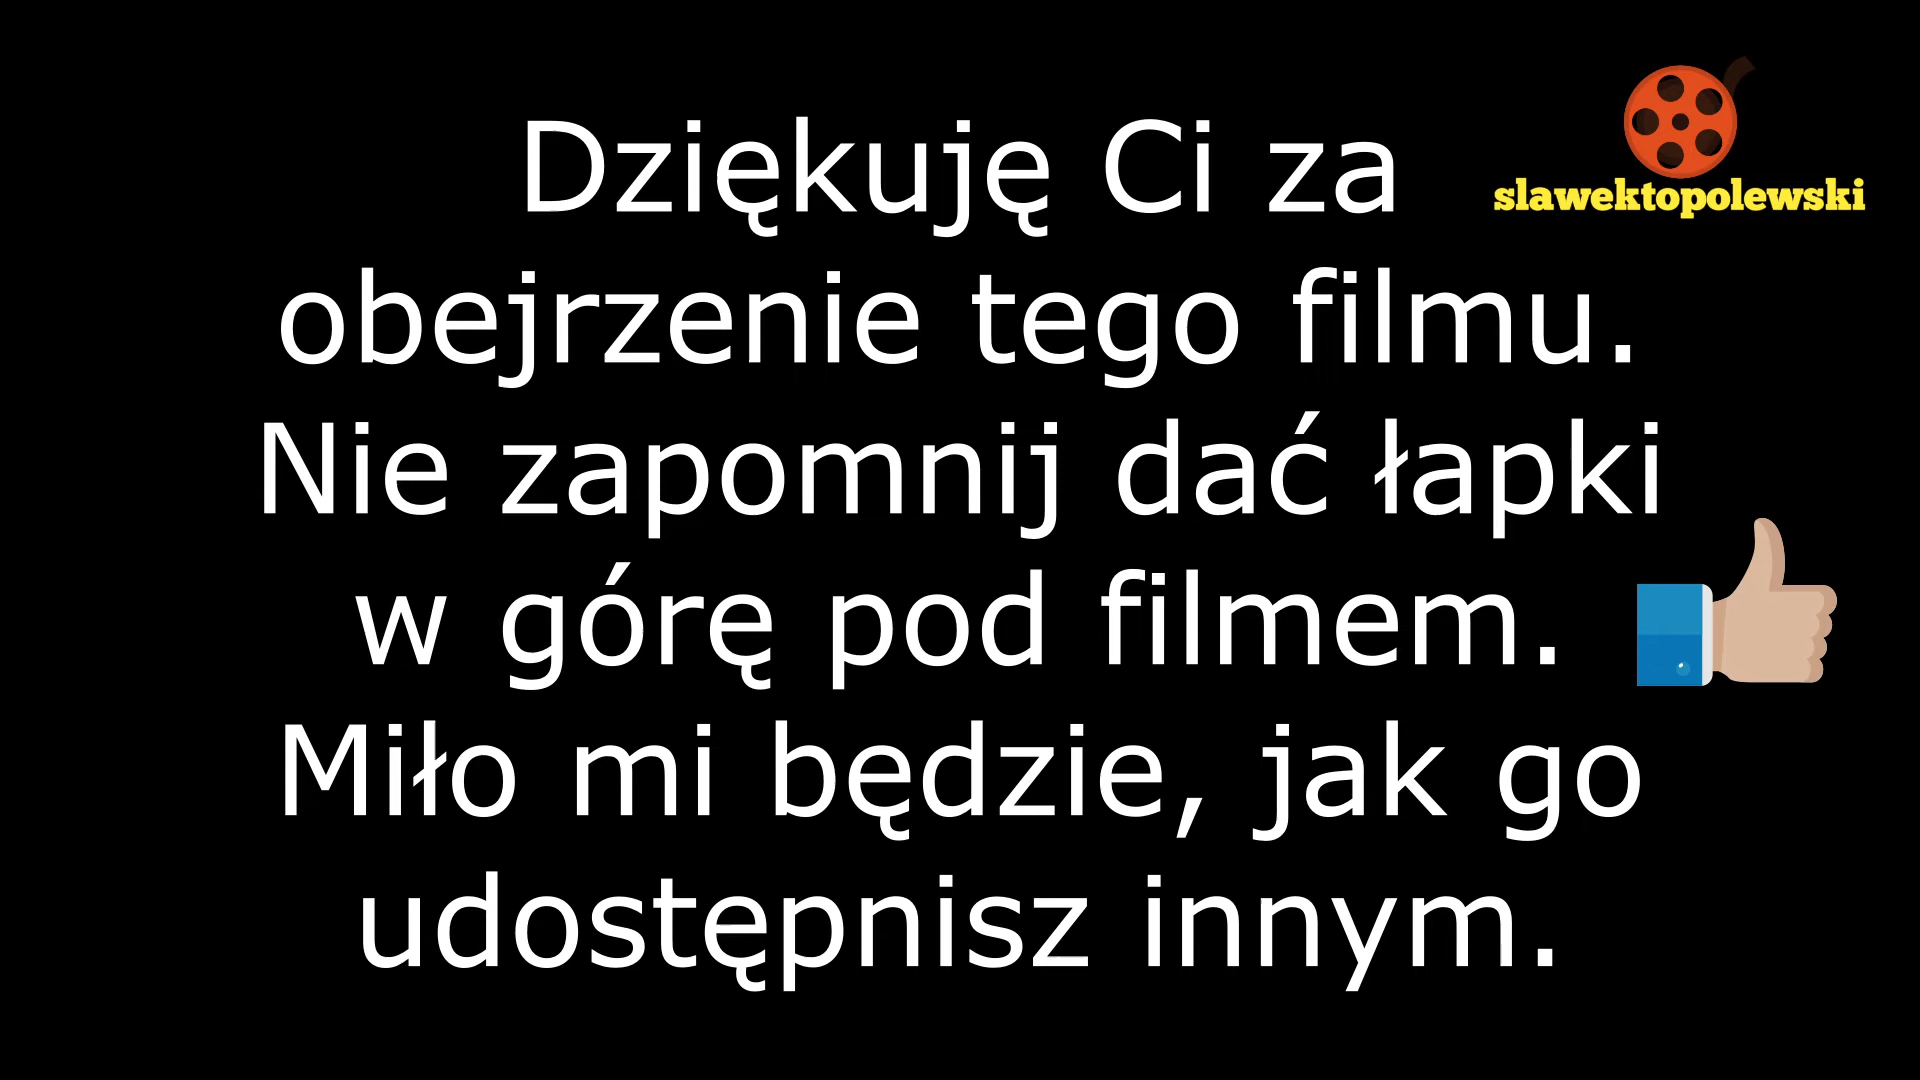 Dziękuję Ci za
slawektopolewski
obejrzenie tego filmu.
Nie zapomnij dać łapki
w górę pod filmem.
Miło mi będzie, jak go
udostępnisz innym.